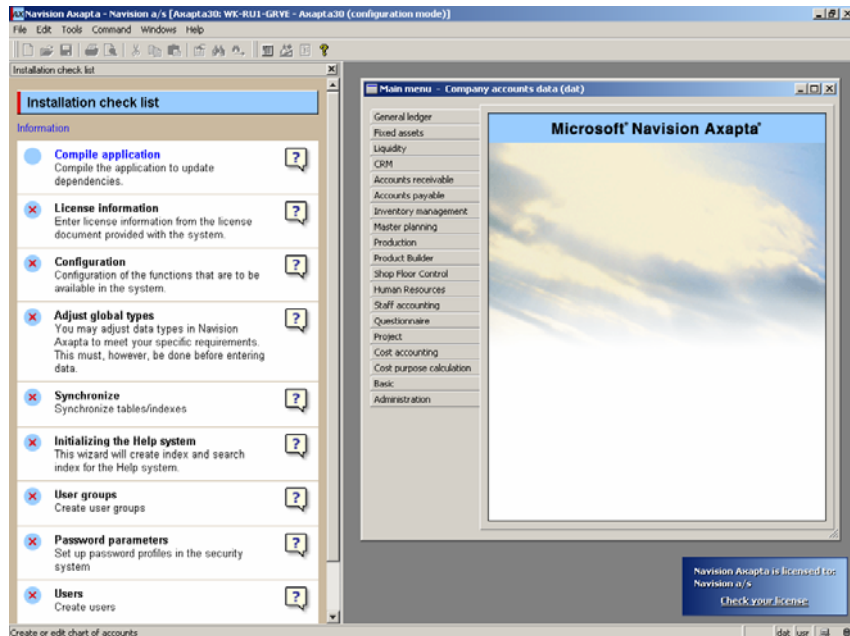 Navision Axapta - Navision a/s [Axapta30: WK-RU1-GRYE - Axapta30 (configuration mode)]
File Edit Tools Command Windows Help
Installation check list
Installation check list
Information
Compile application
Compile the application to update
dependencies.
License information
Enter license information from the license
document provided with the system.
Configuration
Configuration of the functions that are to be
available in the system.
Adjust global types
You may adjust data types in Navision
Axapta to meet your specific requirements.
This must, however, be done before entering
data.
Synchronize
Synchronize tables/indexes
Initializing the Help system
This wizard will create index and search
index for the Help system.
User groups
Create user groups
Password parameters
Set up password profiles in the security
system
Users
Create users
Main menu - Company accounts data (dat)
General ledger
Fixed assets
Liquidity
CRM
Accounts receivable
Accounts payable
Inventory management
Master planning
Production
Product Builder
Shop Floor Control
Human Resources
Staff accounting
Questionnaire
Project
Cost accounting
Cost purpose calculation
Basic
Administration
Microsoft® Navision Axapta®
Navision Axapta is licensed to:
Navision a/s
Check your license
Create or edit chart of accounts
dat usr